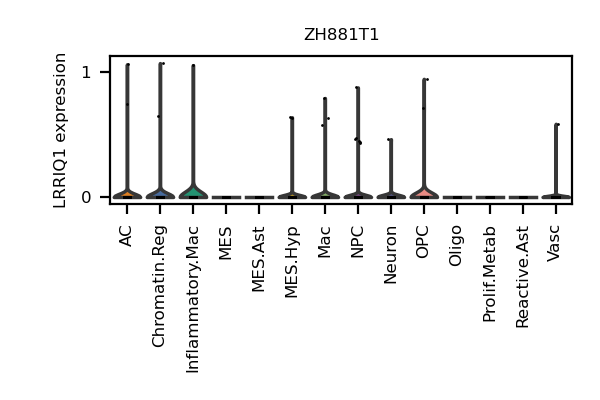 ZH881T1
LRRIQ1 expression
1
0
AC
Chromatin.Reg
Inflammatory.Mac
MES
MES.Ast
MES.Hyp
Mac
NPC
Neuron
OPC
Oligo
Prolif.Metab
Reactive.Ast
Vasc